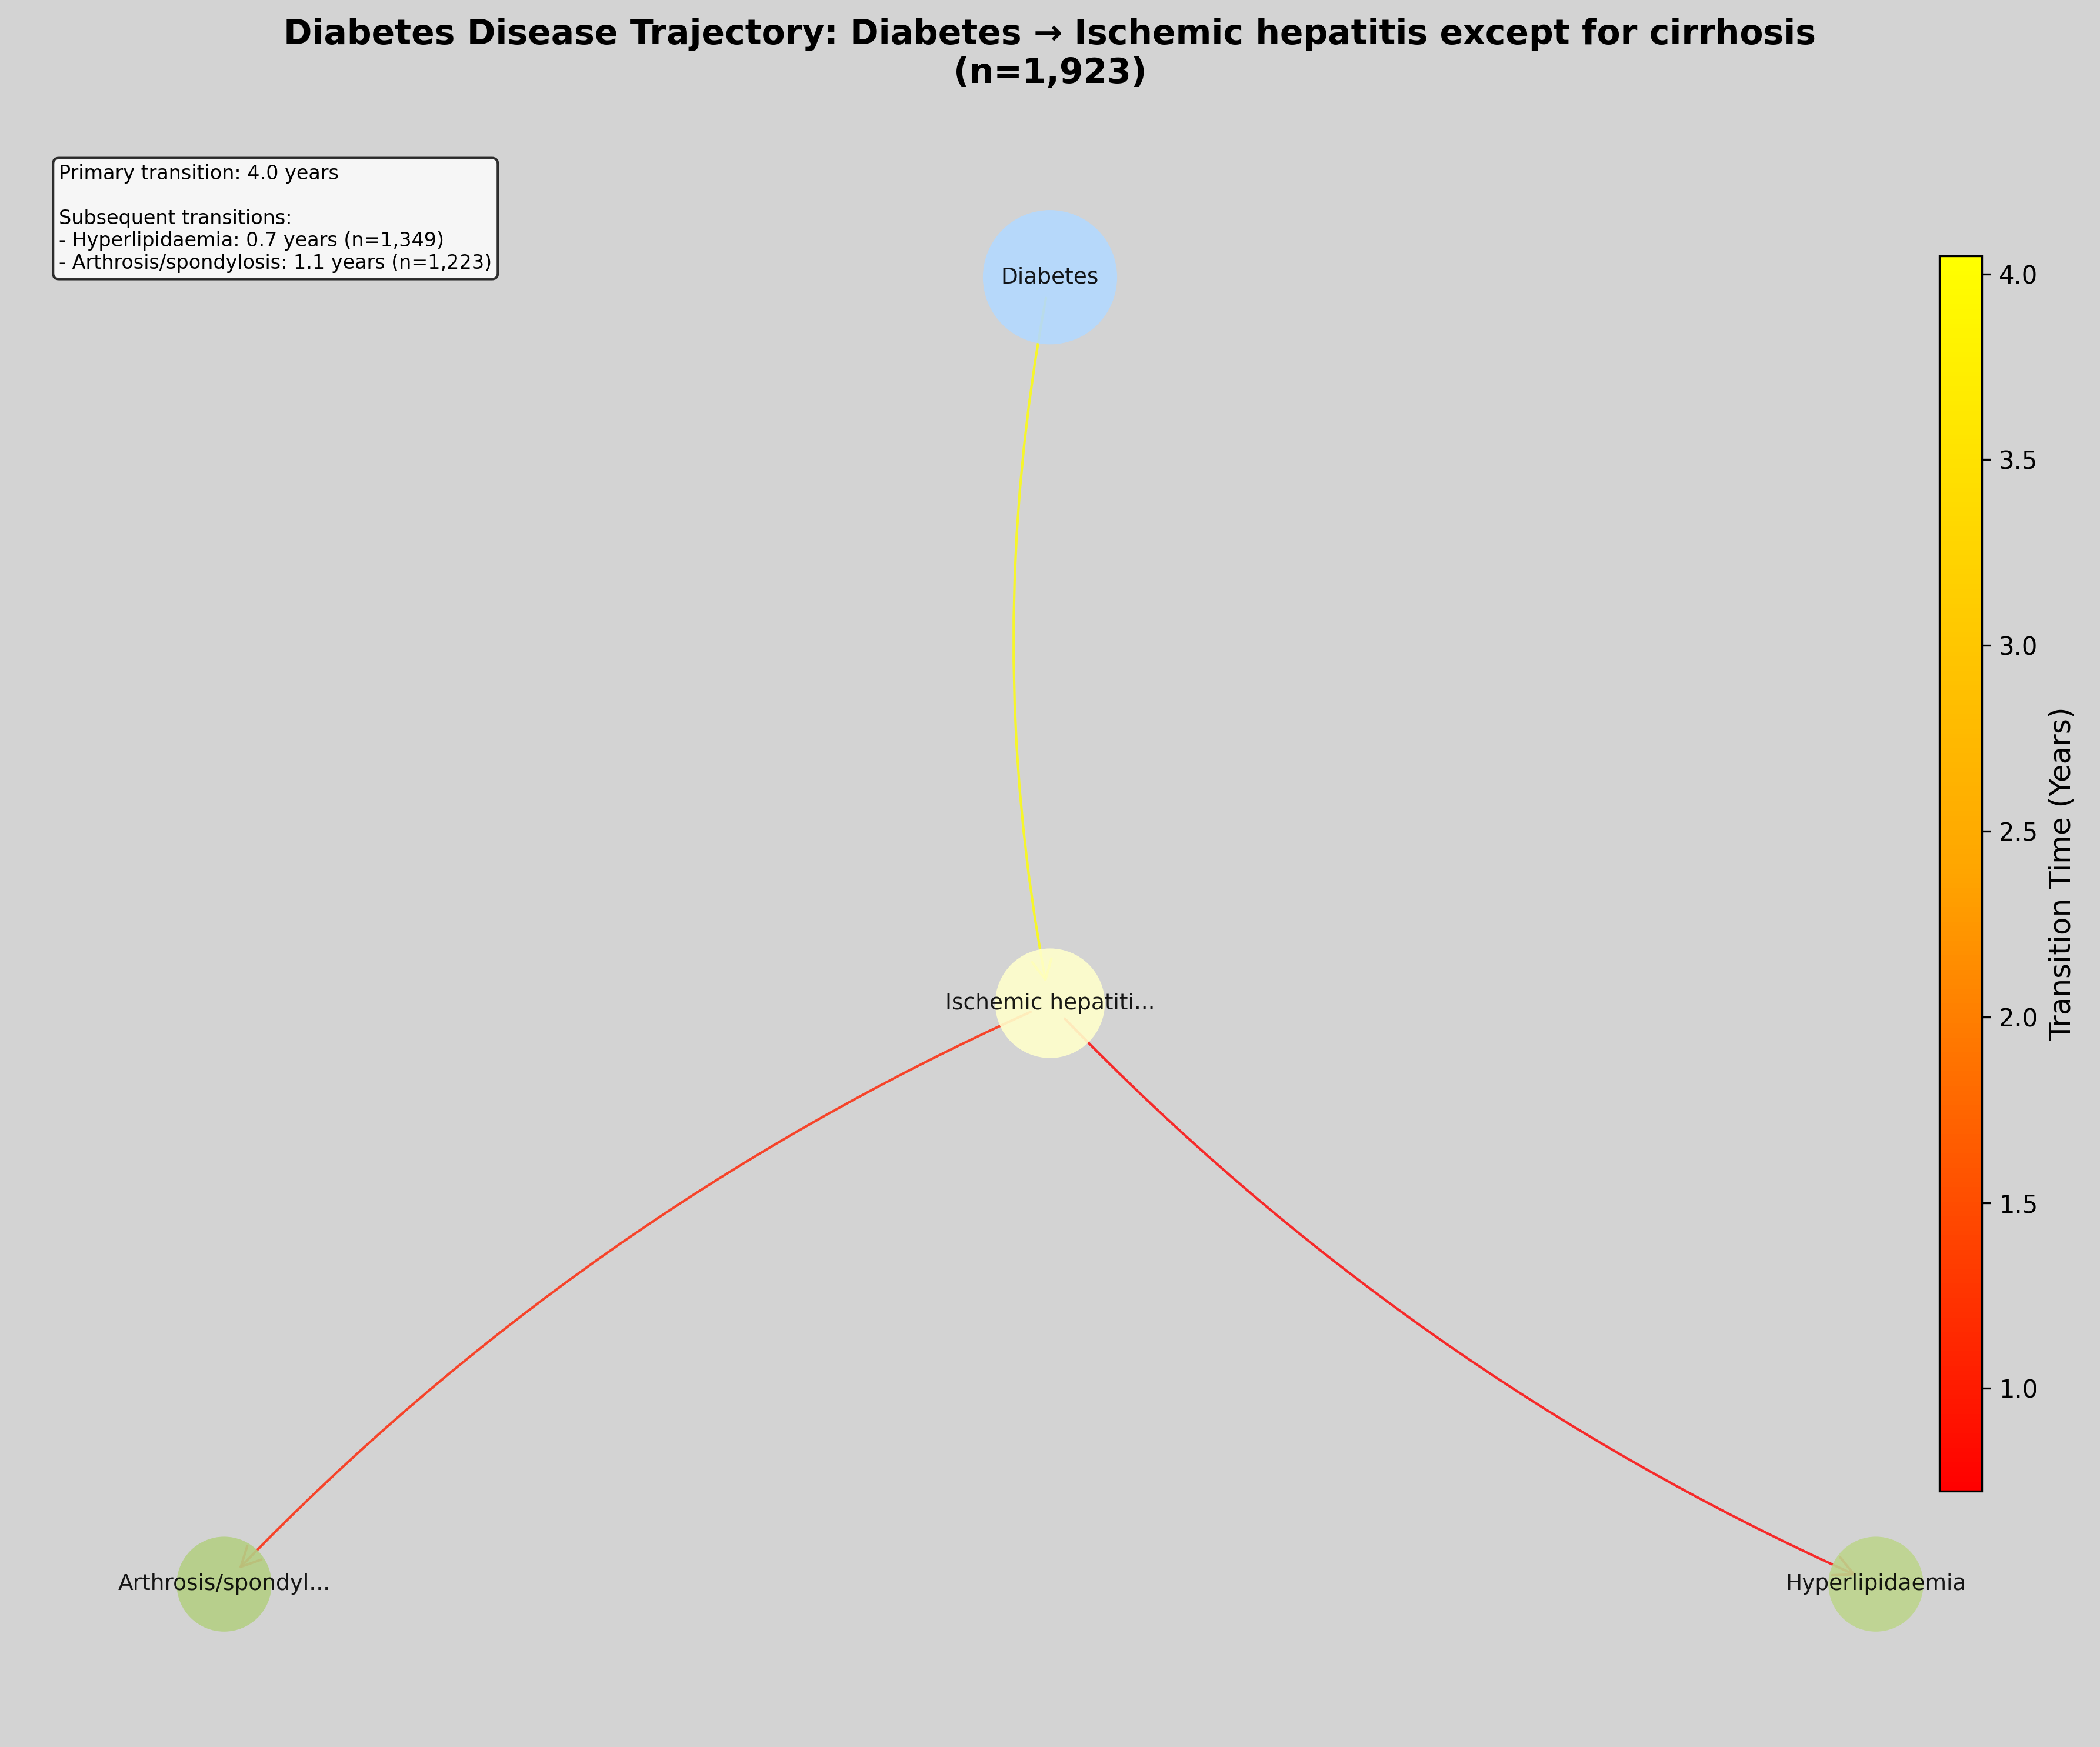 Diabetes Disease Trajectory: Diabetes → Ischemic hepatitis except for cirrhosis
(n=1,923)
Primary transition: 4.0 years
Subsequent transitions:
- Hyperlipidaemia: 0.7 years (n=1,349)
- Arthrosis/spondylosis: 1.1 years (n=1,223)
Diabetes
Ischemic hepatiti...
Arthrosis/spondyl...
Hyperlipidaemia
4.0
3.5
3.0
2.5
2.0
1.5
1.0
Transition Time (Years)